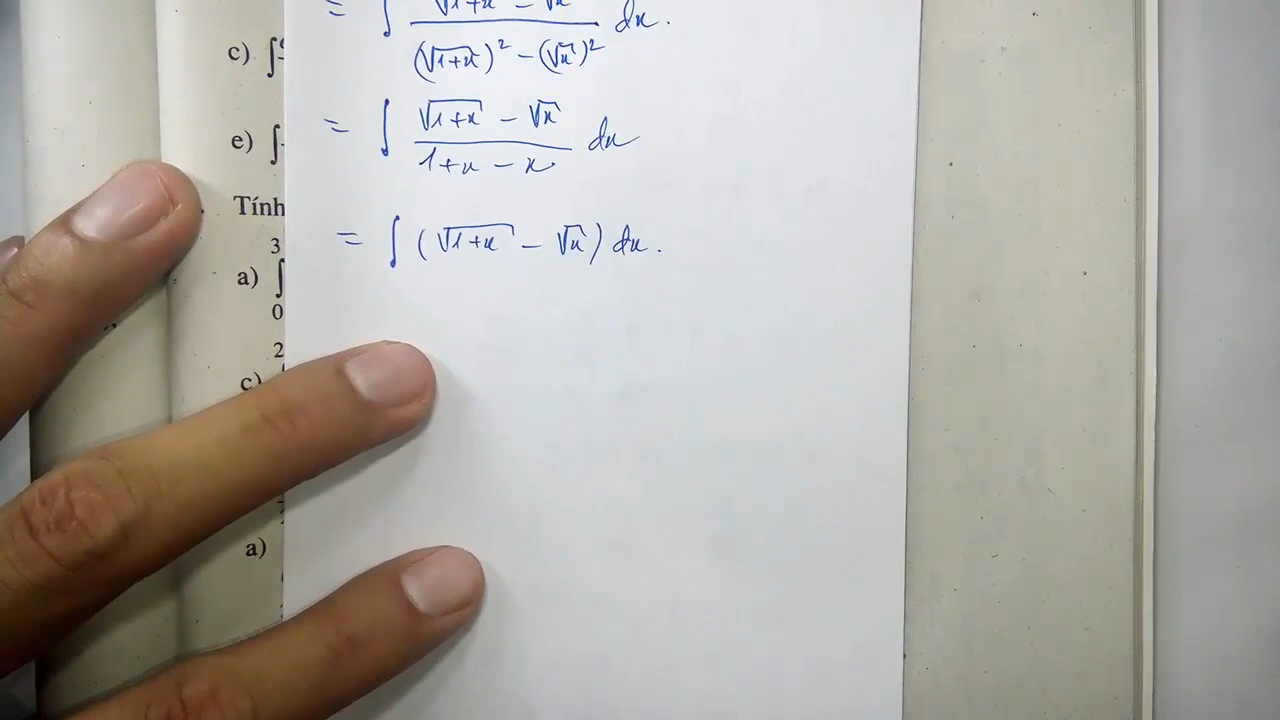 = ∫ (√1+x − √x) / ((√1+x)² − (√x)²) dx.
= ∫ (√1+x − √x) / (1+x − x) dx
= ∫ (√1+x − √x) dx.
c) ∫
e) ∫
Tính
3
a) ∫
0
2
c)
a)